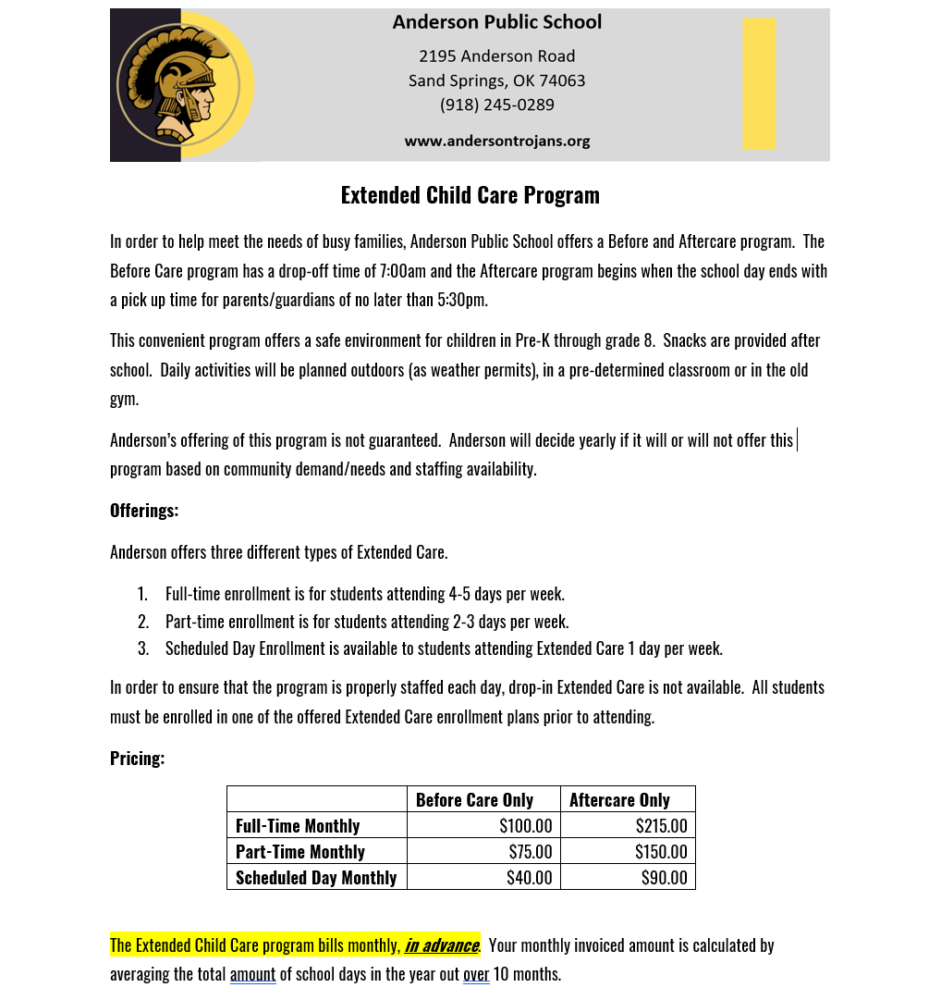 Anderson Public School
2195 Anderson Road
Sand Springs, OK 74063
(918) 245-0289
www.andersontrojans.org
Extended Child Care Program
In order to help meet the needs of busy families, Anderson Public School offers a Before and Aftercare program.  The
Before Care program has a drop-off time of 7:00am and the Aftercare program begins when the school day ends with
a pick up time for parents/guardians of no later than 5:30pm.
This convenient program offers a safe environment for children in Pre-K through grade 8.  Snacks are provided after
school.  Daily activities will be planned outdoors (as weather permits), in a pre-determined classroom or in the old
gym.
Anderson’s offering of this program is not guaranteed.  Anderson will decide yearly if it will or will not offer this
program based on community demand/needs and staffing availability.
Offerings:
Anderson offers three different types of Extended Care.
1. Full-time enrollment is for students attending 4-5 days per week.
2. Part-time enrollment is for students attending 2-3 days per week.
3. Scheduled Day Enrollment is available to students attending Extended Care 1 day per week.
In order to ensure that the program is properly staffed each day, drop-in Extended Care is not available.  All students
must be enrolled in one of the offered Extended Care enrollment plans prior to attending.
Pricing:
Before Care Only Aftercare Only
Full-Time Monthly $100.00 $215.00
Part-Time Monthly $75.00 $150.00
Scheduled Day Monthly $40.00 $90.00
The Extended Child Care program bills monthly, in advance.  Your monthly invoiced amount is calculated by
averaging the total amount of school days in the year out over 10 months.